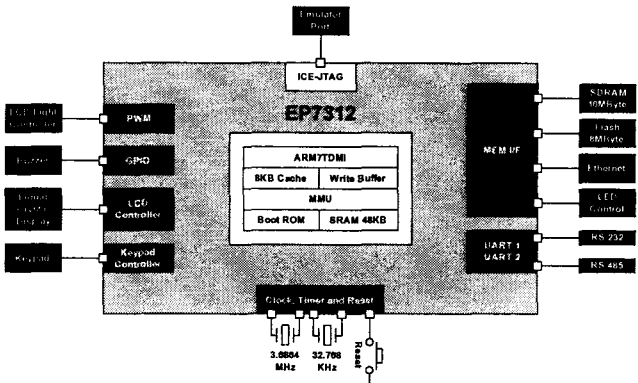 Emulator
Port
ICE-JTAG
EP7312
PWM
Buzzer
GPIO
LCD
Controller
Display
Keypad
Keypad
Controller
ARM7TDMI
8KB Cache
Write Buffer
MMU
Boot ROM
SRAM 48KB
MEM I/F
SDRAM
Flash
Ethernet
LED
Control
UART 1
UART 2
RS 232
RS 485
Clock, Timer and Reset
3.6864
MHz
32.768
KHz
Reset